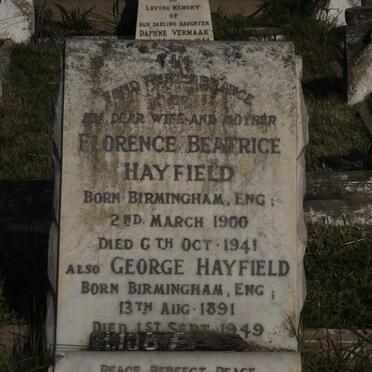 IN
LOVING MEMORY
OF
OUR DARLING DAUGHTER
DAPHNE VERMAAK
FOND REMEMBRANCE
OF
MY DEAR WIFE AND MOTHER
FLORENCE BEATRICE
HAYFIELD
BORN BIRMINGHAM, ENG;
2ND MARCH 1900
DIED 6TH OCT. 1941
ALSO GEORGE HAYFIELD
BORN BIRMINGHAM, ENG;
13TH AUG. 1891
DIED 1ST SEPT. 1949
PEACE PERFECT PEACE